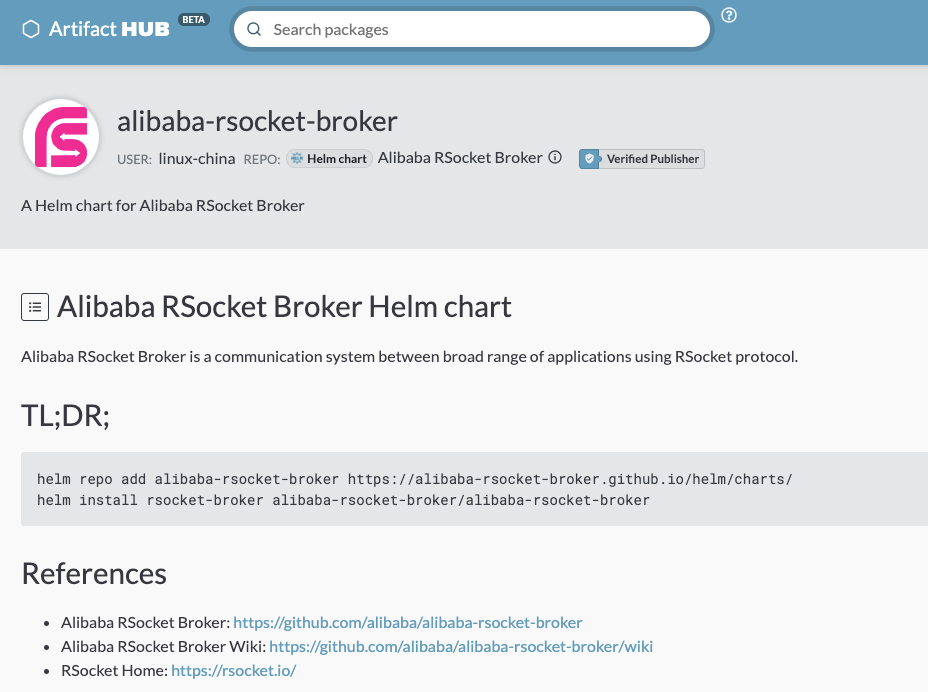 Artifact HUB BETA
Search packages
alibaba-rsocket-broker
USER: linux-china REPO: Helm chart Alibaba RSocket Broker Verified Publisher
A Helm chart for Alibaba RSocket Broker
Alibaba RSocket Broker Helm chart
Alibaba RSocket Broker is a communication system between broad range of applications using RSocket protocol.
TL;DR;
helm repo add alibaba-rsocket-broker https://alibaba-rsocket-broker.github.io/helm/charts/
helm install rsocket-broker alibaba-rsocket-broker/alibaba-rsocket-broker
References
• Alibaba RSocket Broker: https://github.com/alibaba/alibaba-rsocket-broker
• Alibaba RSocket Broker Wiki: https://github.com/alibaba/alibaba-rsocket-broker/wiki
• RSocket Home: https://rsocket.io/